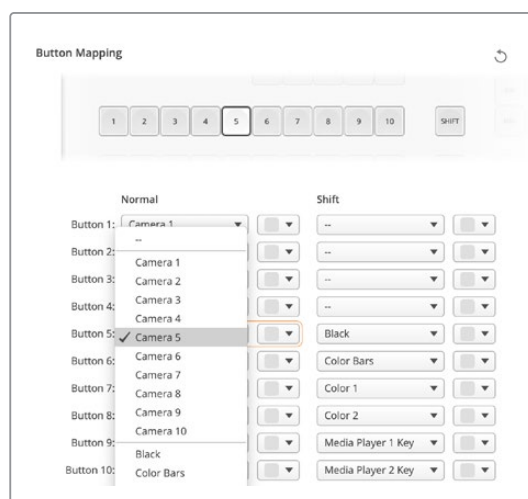 Button Mapping
1 2 3 4 5 6 7 8 9 10 SHIFT
Normal Shift
Button 1: Camera 1 --
Button 2: --
Button 3: --
Button 4: --
Button 5: Black
Button 6: Color Bars
Button 7: Color 1
Button 8: Color 2
Button 9: Media Player 1 Key
Button 10: Media Player 2 Key
--
Camera 1
Camera 2
Camera 3
Camera 4
✓ Camera 5
Camera 6
Camera 7
Camera 8
Camera 9
Camera 10
Black
Color Bars